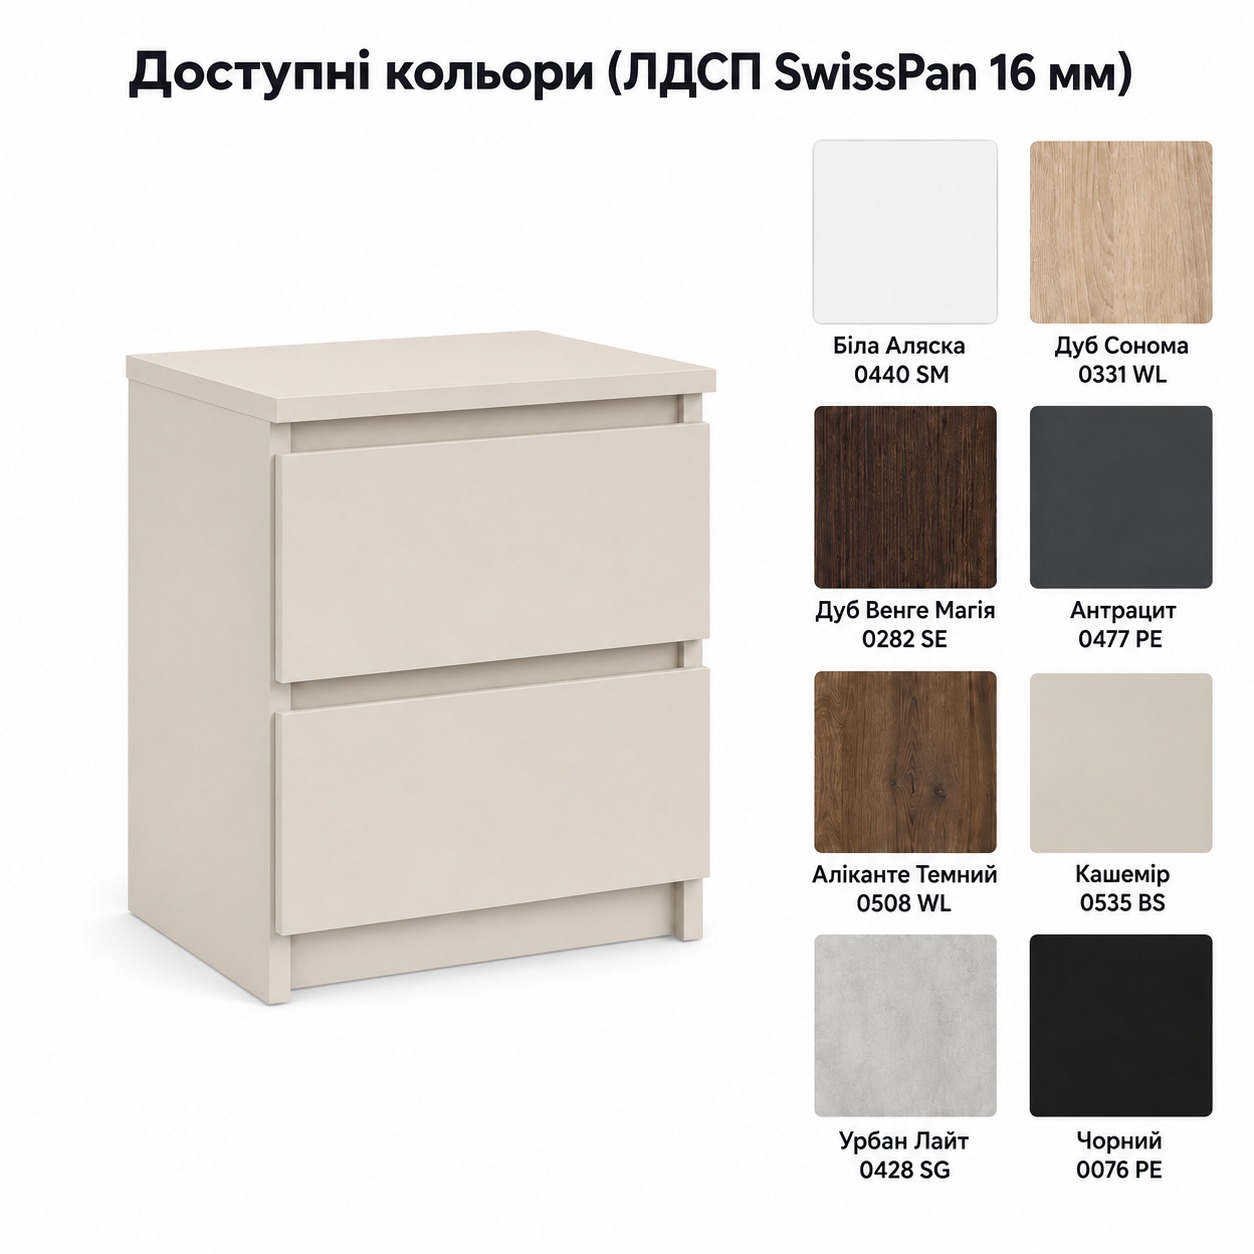 Доступні кольори (ЛДСП SwissPan 16 мм)
Біла Аляска
0440 SM
Дуб Сонома
0331 WL
Дуб Венге Магія
0282 SE
Антрацит
0477 PE
Аліканте Темний
0508 WL
Кашемір
0535 BS
Урбан Лайт
0428 SG
Чорний
0076 PE